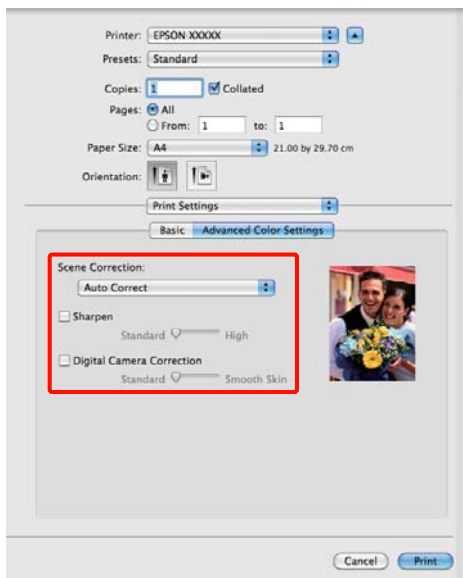 Printer: EPSON XXXXX
Presets: Standard
Copies: 1 Collated
Pages: All
From: 1 to: 1
Paper Size: A4 21.00 by 29.70 cm
Orientation:
Print Settings
Basic Advanced Color Settings
Scene Correction:
Auto Correct
Sharpen
Standard High
Digital Camera Correction
Standard Smooth Skin
Cancel Print